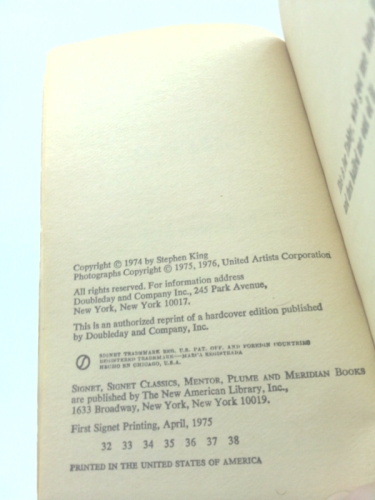 Copyright © 1974 by Stephen King
Photographs Copyright © 1975, 1976, United Artists Corporation
All rights reserved. For information address
Doubleday and Company Inc., 245 Park Avenue,
New York, New York 10017.
This is an authorized reprint of a hardcover edition published
by Doubleday and Company, Inc.
SIGNET TRADEMARK REG. U.S. PAT. OFF. AND FOREIGN COUNTRIES
REGISTERED TRADEMARK—MARCA REGISTRADA
HECHO EN CHICAGO, U.S.A.
SIGNET, SIGNET CLASSICS, MENTOR, PLUME AND MERIDIAN BOOKS
are published by The New American Library, Inc.,
1633 Broadway, New York, New York 10019.
First Signet Printing, April, 1975
32 33 34 35 36 37 38
PRINTED IN THE UNITED STATES OF AMERICA